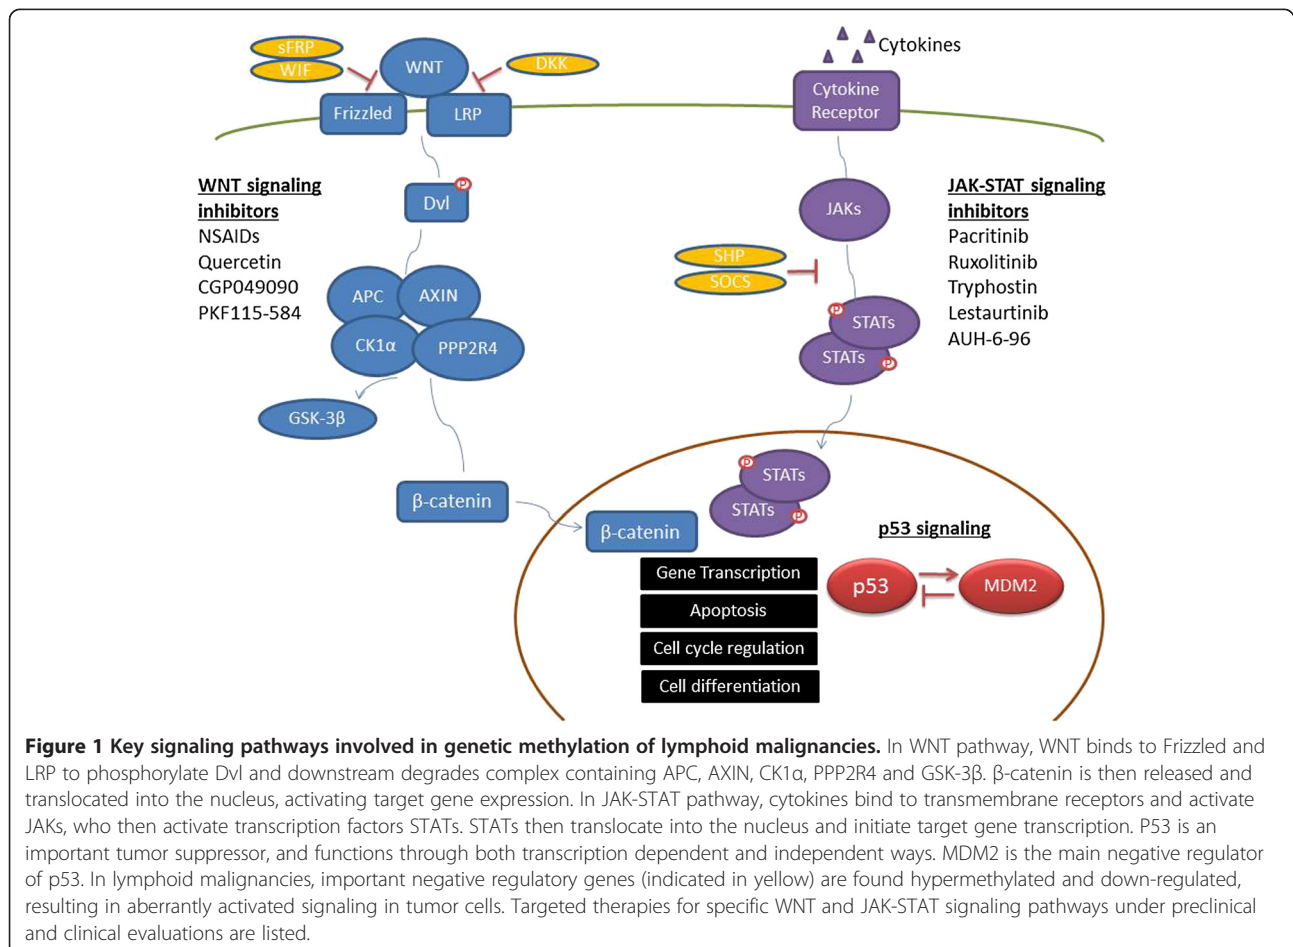 sFRP
WIF
WNT
DKK
Frizzled
LRP
Cytokines
Cytokine
Receptor
WNT signaling
inhibitors
NSAIDs
Quercetin
CGP049090
PKF115-584
P
Dvl
APC
AXIN
CK1α
PPP2R4
GSK-3β
β-catenin
β-catenin
JAKs
SHP
SOCS
P
STATs
STATs
P
JAK-STAT signaling
inhibitors
Pacritinib
Ruxolitinib
Tryphostin
Lestaurtinib
AUH-6-96
P
STATs
STATs
P
p53 signaling
p53
MDM2
Gene Transcription
Apoptosis
Cell cycle regulation
Cell differentiation
Figure 1 Key signaling pathways involved in genetic methylation of lymphoid malignancies. In WNT pathway, WNT binds to Frizzled and
LRP to phosphorylate Dvl and downstream degrades complex containing APC, AXIN, CK1α, PPP2R4 and GSK-3β. β-catenin is then released and
translocated into the nucleus, activating target gene expression. In JAK-STAT pathway, cytokines bind to transmembrane receptors and activate
JAKs, who then activate transcription factors STATs. STATs then translocate into the nucleus and initiate target gene transcription. P53 is an
important tumor suppressor, and functions through both transcription dependent and independent ways. MDM2 is the main negative regulator
of p53. In lymphoid malignancies, important negative regulatory genes (indicated in yellow) are found hypermethylated and down-regulated,
resulting in aberrantly activated signaling in tumor cells. Targeted therapies for specific WNT and JAK-STAT signaling pathways under preclinical
and clinical evaluations are listed.